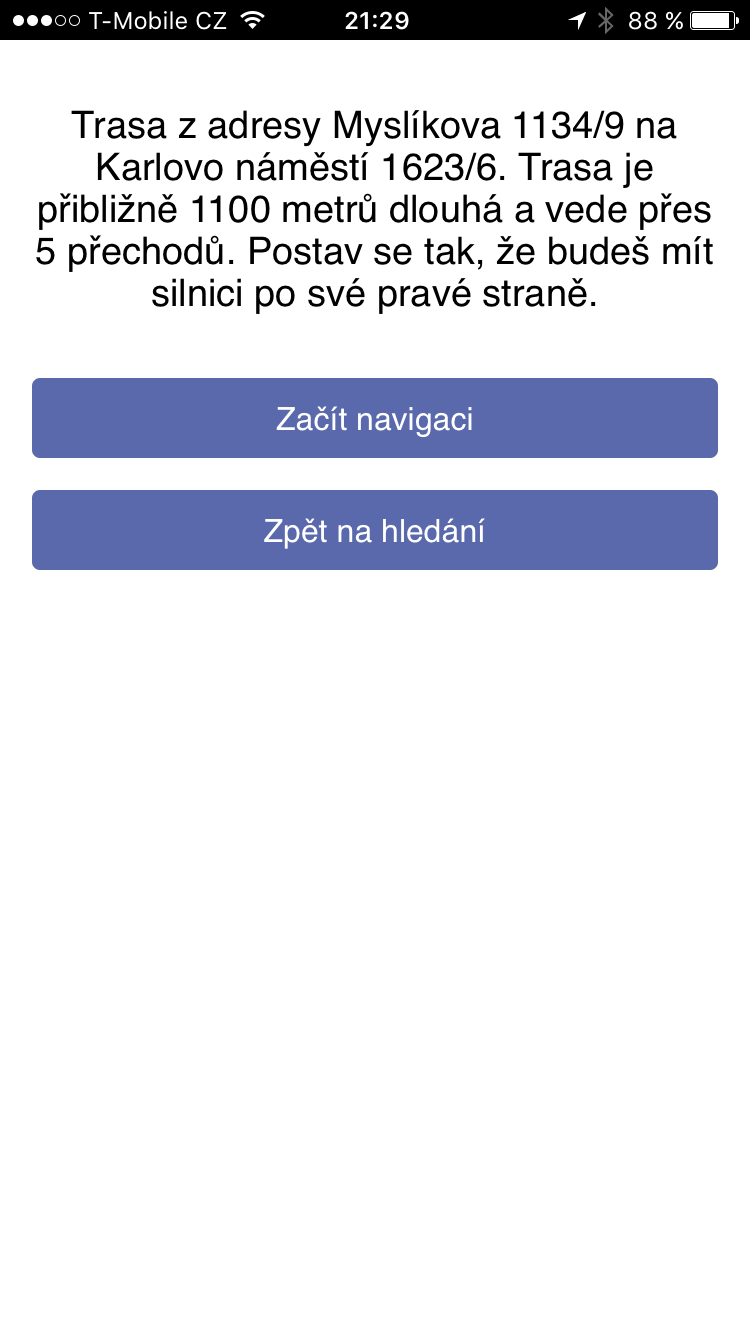 T-Mobile CZ 21:29 88 %
Trasa z adresy Myslíkova 1134/9 na
Karlovo náměstí 1623/6. Trasa je
přibližně 1100 metrů dlouhá a vede přes
5 přechodů. Postav se tak, že budeš mít
silnici po své pravé straně.
Začít navigaci
Zpět na hledání